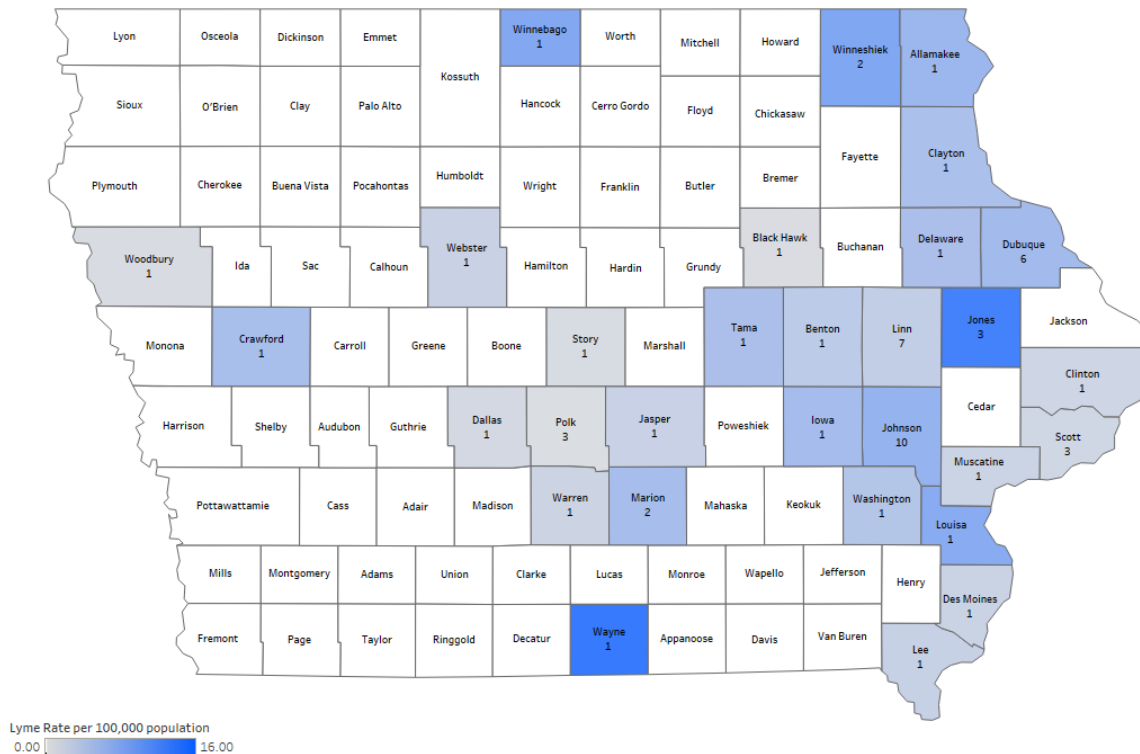 Lyon
Osceola
Dickinson
Emmet
Kossuth
Winnebago
1
Worth
Mitchell
Howard
Winneshiek
2
Allamakee
1
Sioux
O'Brien
Clay
Palo Alto
Hancock
Cerro Gordo
Floyd
Chickasaw
Fayette
Clayton
1
Plymouth
Cherokee
Buena Vista
Pocahontas
Humboldt
Wright
Franklin
Butler
Bremer
Woodbury
1
Ida
Sac
Calhoun
Webster
1
Hamilton
Hardin
Grundy
Black Hawk
1
Buchanan
Delaware
1
Dubuque
6
Monona
Crawford
1
Carroll
Greene
Boone
Story
1
Marshall
Tama
1
Benton
1
Linn
7
Jones
3
Jackson
Clinton
1
Harrison
Shelby
Audubon
Guthrie
Dallas
1
Polk
3
Jasper
1
Poweshiek
Iowa
1
Johnson
10
Cedar
Scott
3
Muscatine
1
Pottawattamie
Cass
Adair
Madison
Warren
1
Marion
2
Mahaska
Keokuk
Washington
1
Louisa
1
Mills
Montgomery
Adams
Union
Clarke
Lucas
Monroe
Wapello
Jefferson
Henry
Des Moines
1
Fremont
Page
Taylor
Ringgold
Decatur
Wayne
1
Appanoose
Davis
Van Buren
Lee
1
Lyme Rate per 100,000 population
0.00 16.00